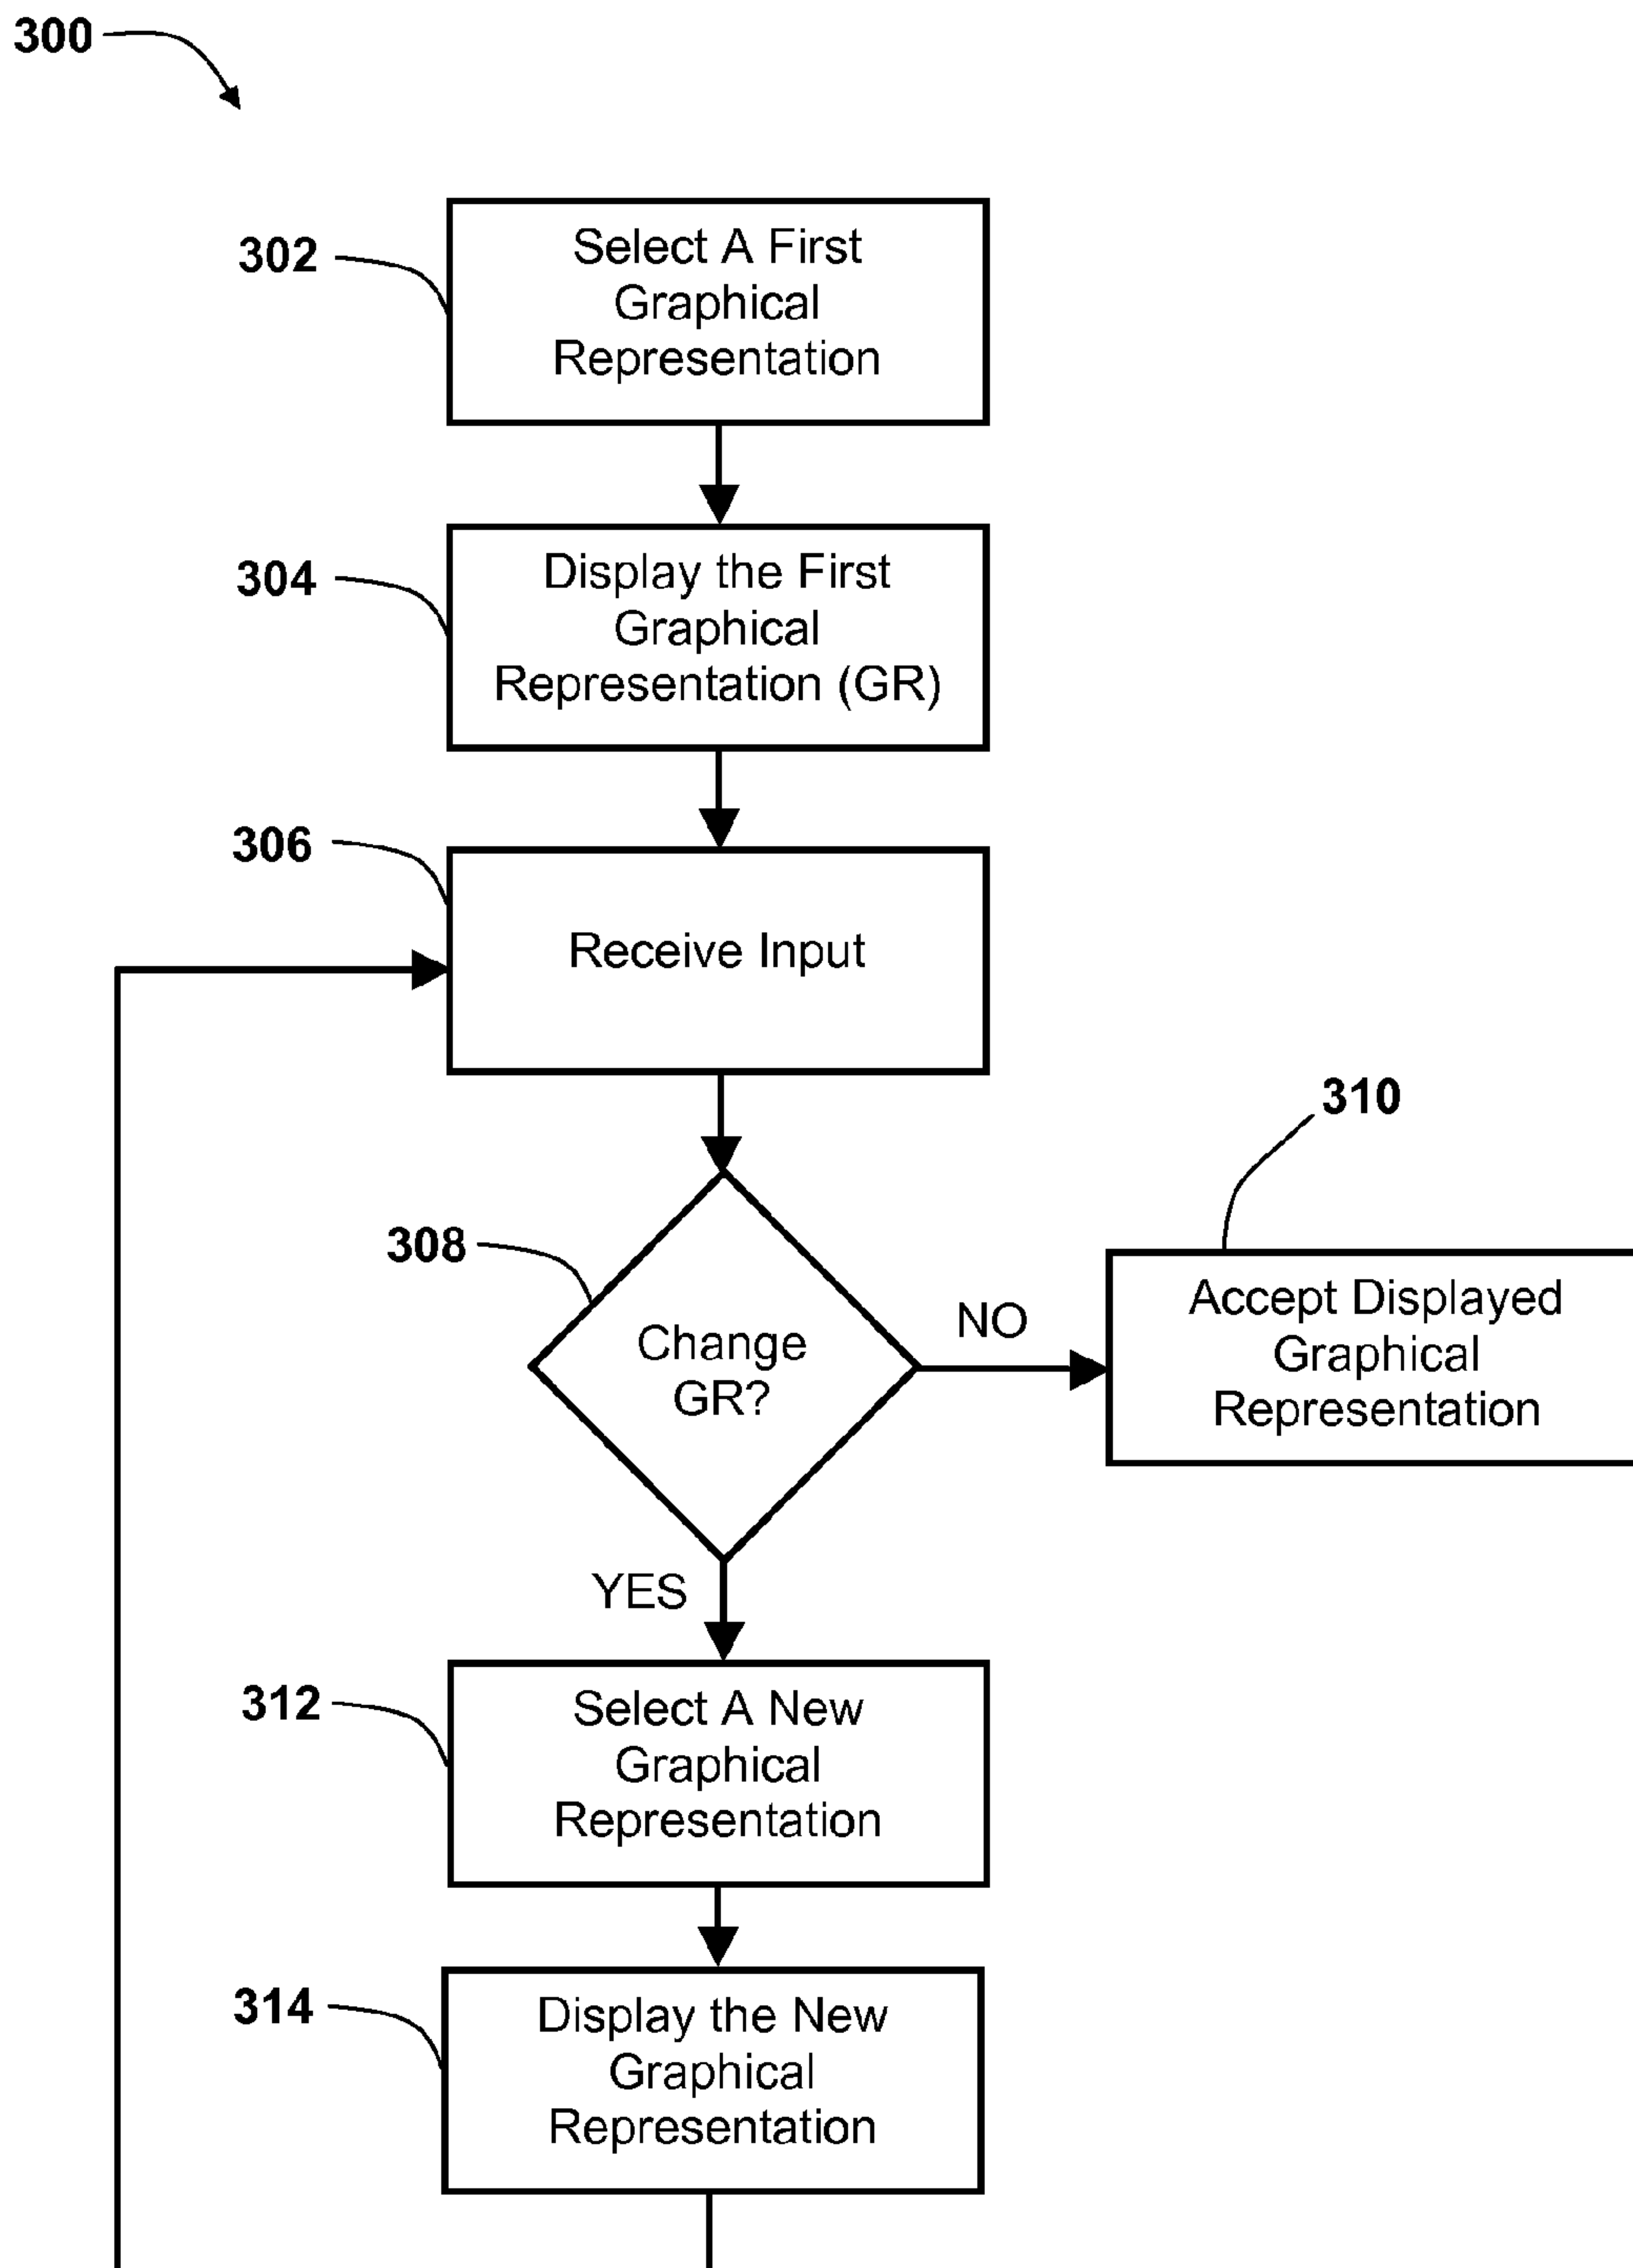 300
302
Select A First
Graphical
Representation
304
Display the First
Graphical
Representation (GR)
306
Receive Input
310
308
Change
GR?
NO
Accept Displayed
Graphical
Representation
YES
312
Select A New
Graphical
Representation
314
Display the New
Graphical
Representation